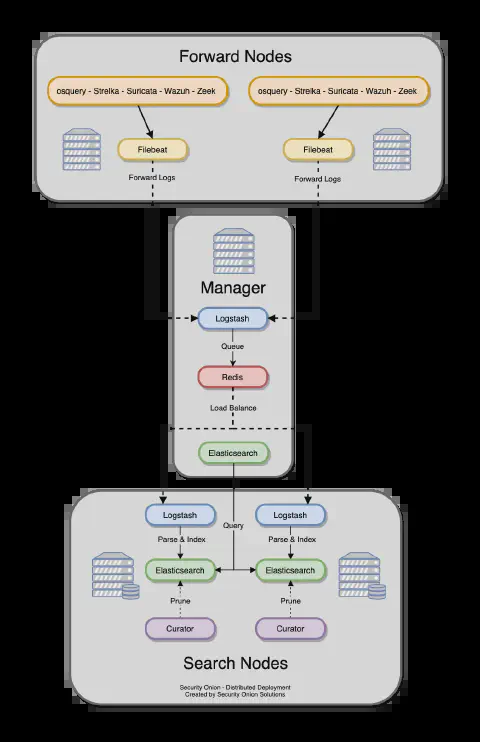 Forward Nodes
osquery - Strelka - Suricata - Wazuh - Zeek
osquery - Strelka - Suricata - Wazuh - Zeek
Filebeat
Filebeat
Forward Logs
Forward Logs
Manager
Logstash
Queue
Redis
Load Balance
Elasticsearch
Logstash
Logstash
Query
Parse & Index
Parse & Index
Elasticsearch
Elasticsearch
Prune
Prune
Curator
Curator
Search Nodes
Security Onion - Distributed Deployment
Created by Security Onion Solutions